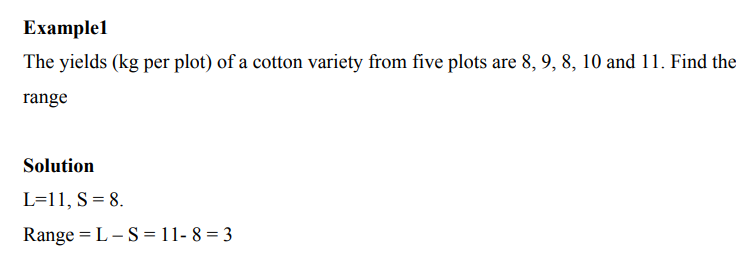 Example1
The yields (kg per plot) of a cotton variety from five plots are 8, 9, 8, 10 and 11. Find the
range
Solution
L=11, S = 8.
Range = L – S = 11- 8 = 3